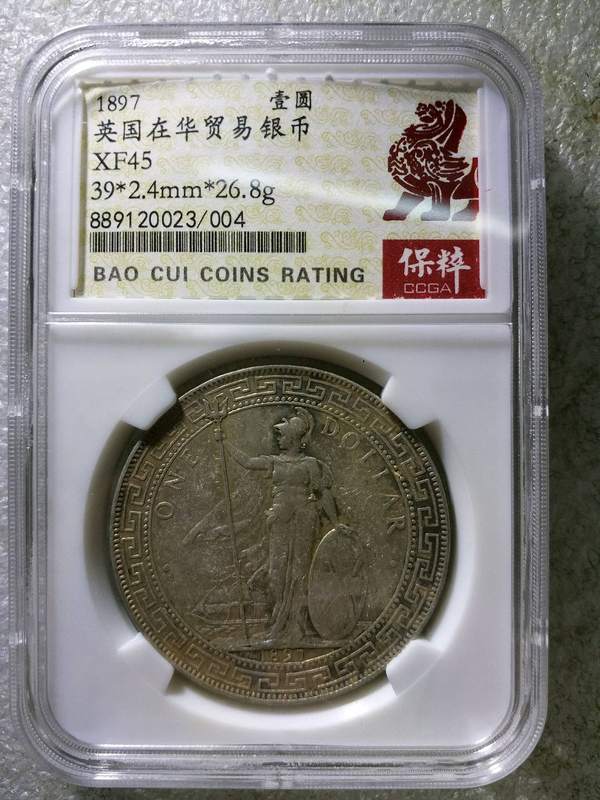 1897 壹圆
英国在华贸易银币
XF45
39*2.4mm*26.8g
889120023/004
BAO CUI COINS RATING
保粹
CCGA
ONE DOLLAR
1897